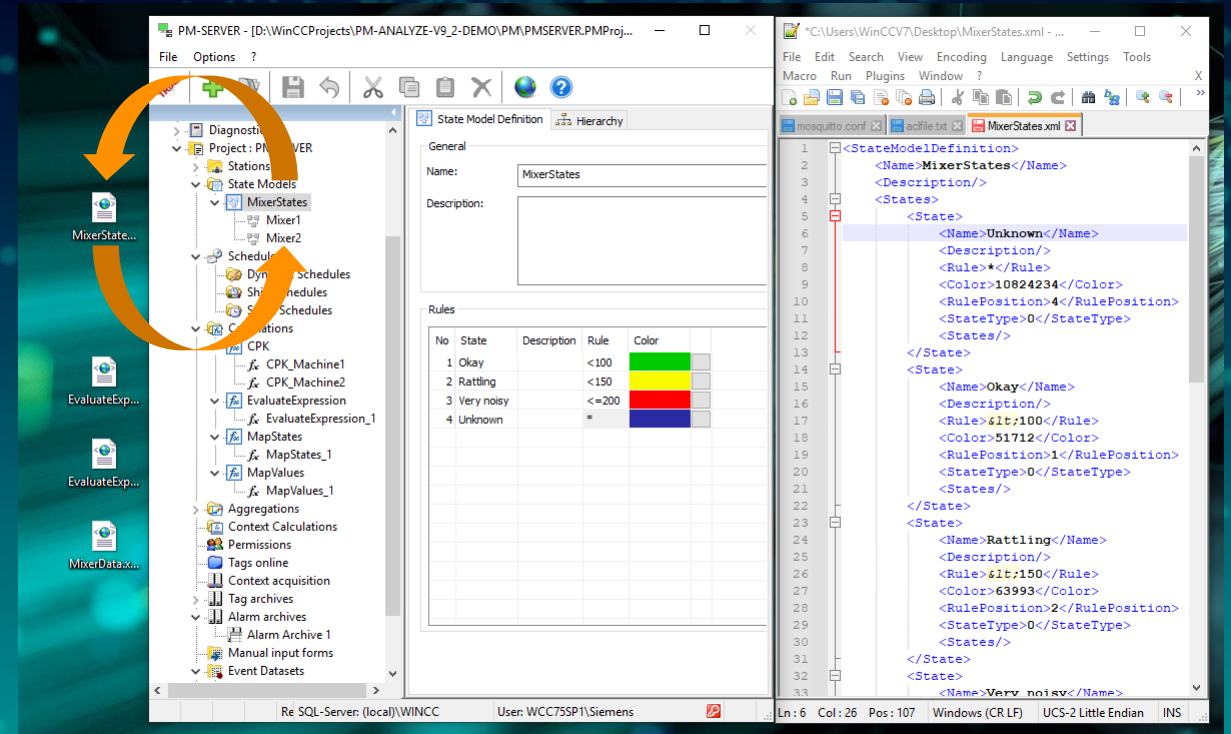 PM-SERVER - [D:\WinCCProjects\PM-ANALYZE-V9_2-DEMO\PM\PMSERVER.PMProj...
File Options ?
State Model Definition
Hierarchy
General
Name:
MixerStates
Description:
Rules
No State Description Rule Color
1 Okay <100
2 Rattling <150
3 Very noisy <=200
4 Unknown *
Project : PM
VER
Stations
State Models
MixerStates
Mixer1
Mixer2
Schedul
Dyn
Schedules
Shi
edules
Schedules
CPK
CPK_Machine1
CPK_Machine2
EvaluateExpression
EvaluateExpression_1
MapStates
MapStates_1
MapValues
MapValues_1
Aggregations
Context Calculations
Permissions
Tags online
Context acquisition
Tag archives
Alarm archives
Alarm Archive 1
Manual input forms
Event Datasets
Re SQL-Server: (local)\WINCC
User: WCC75SP1\Siemens
MixerState...
EvaluateExp...
EvaluateExp...
MixerData.x...
*C:\Users\WinCCV7\Desktop\MixerStates.xml - ...
File Edit Search View Encoding Language Settings Tools
Macro Run Plugins Window ? X
mosquitto.conf
aclfile.txt
MixerStates.xml
1 <StateModelDefinition>
2 <Name>MixerStates</Name>
3 <Description/>
4 <States>
5 <State>
6 <Name>Unknown</Name>
7 <Description/>
8 <Rule>*</Rule>
9 <Color>10824234</Color>
10 <RulePosition>4</RulePosition>
11 <StateType>0</StateType>
12 <States/>
13 </State>
14 <State>
15 <Name>Okay</Name>
16 <Description/>
17 <Rule>&lt;100</Rule>
18 <Color>51712</Color>
19 <RulePosition>1</RulePosition>
20 <StateType>0</StateType>
21 <States/>
22 </State>
23 <State>
24 <Name>Rattling</Name>
25 <Description/>
26 <Rule>&lt;150</Rule>
27 <Color>63993</Color>
28 <RulePosition>2</RulePosition>
29 <StateType>0</StateType>
30 <States/>
31 </State>
32 <State>
33 <Name>Very noisy</Name>
Ln : 6 Col : 26 Pos : 107 Windows (CR LF) UCS-2 Little Endian INS